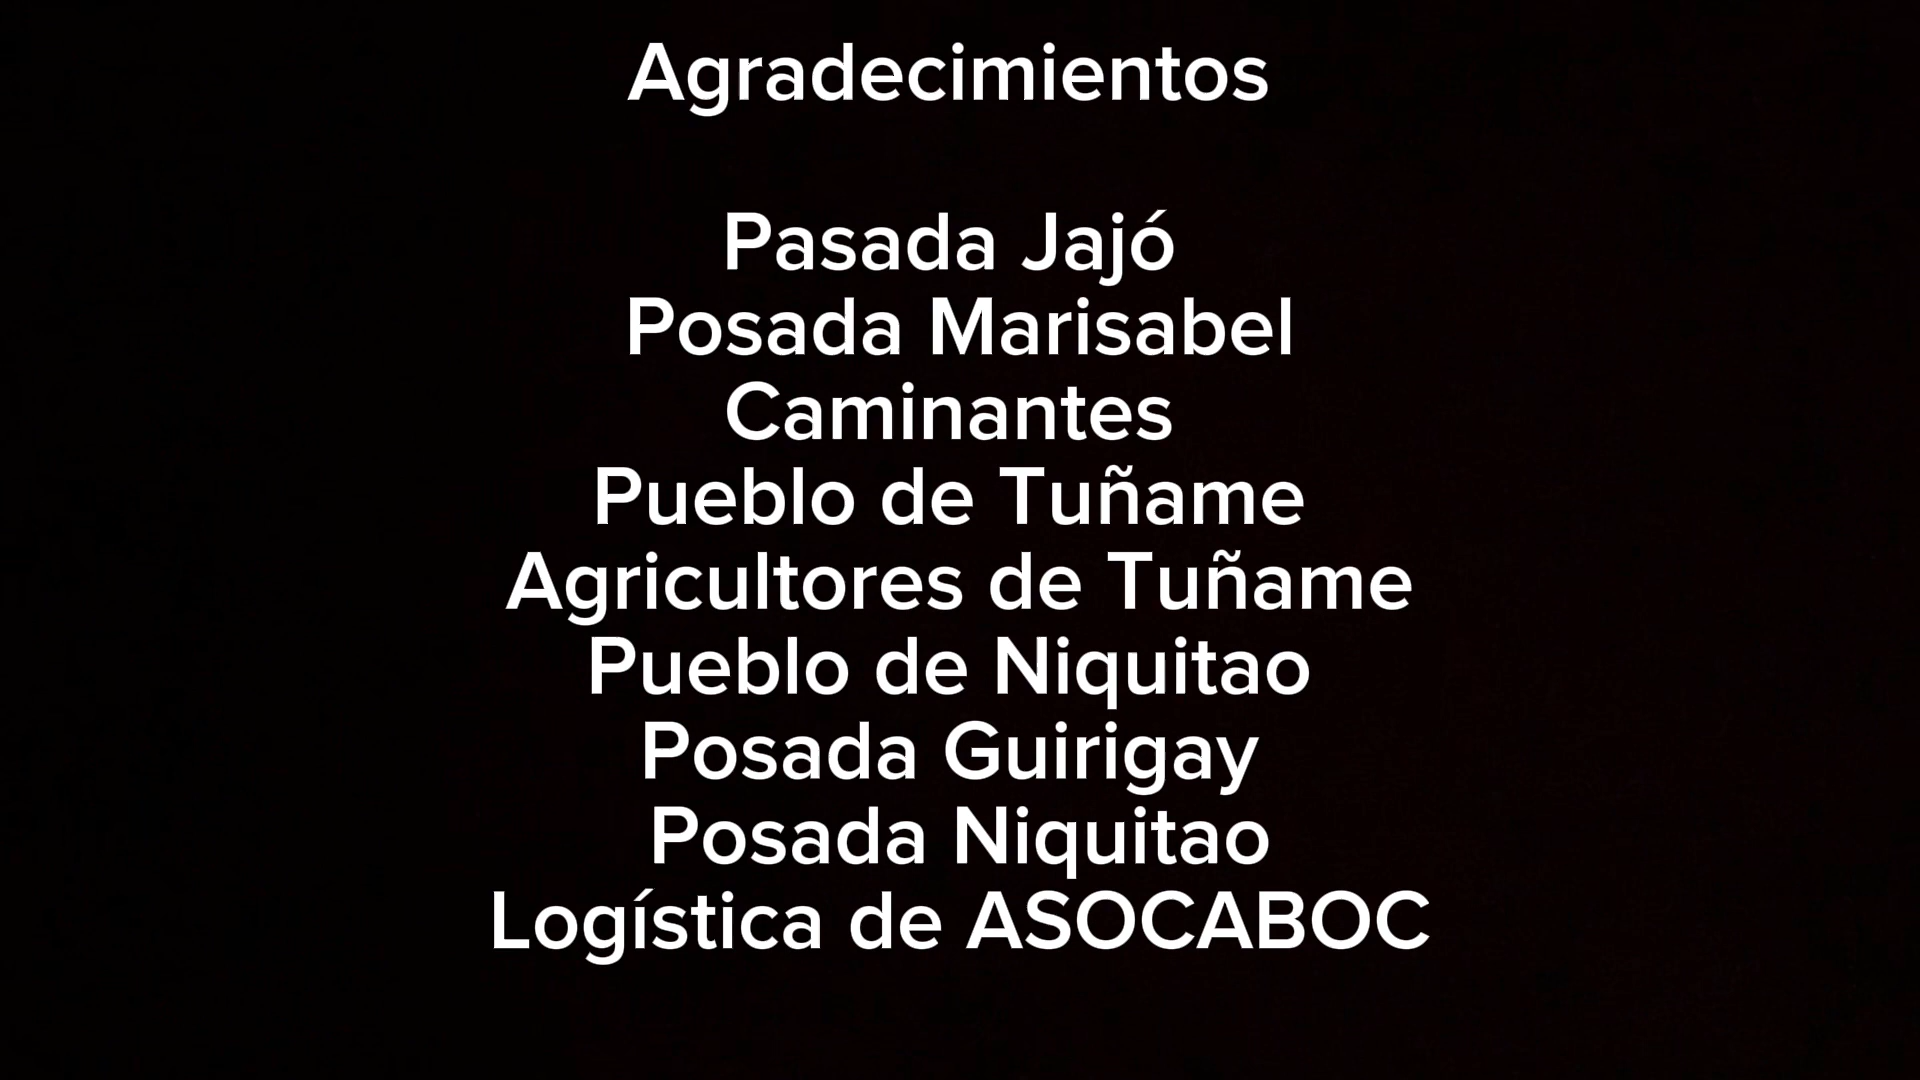 Agradecimientos
Pasada Jajó
Posada Marisabel
Caminantes
Pueblo de Tuñame
Agricultores de Tuñame
Pueblo de Niquitao
Posada Guirigay
Posada Niquitao
Logística de ASOCABOC